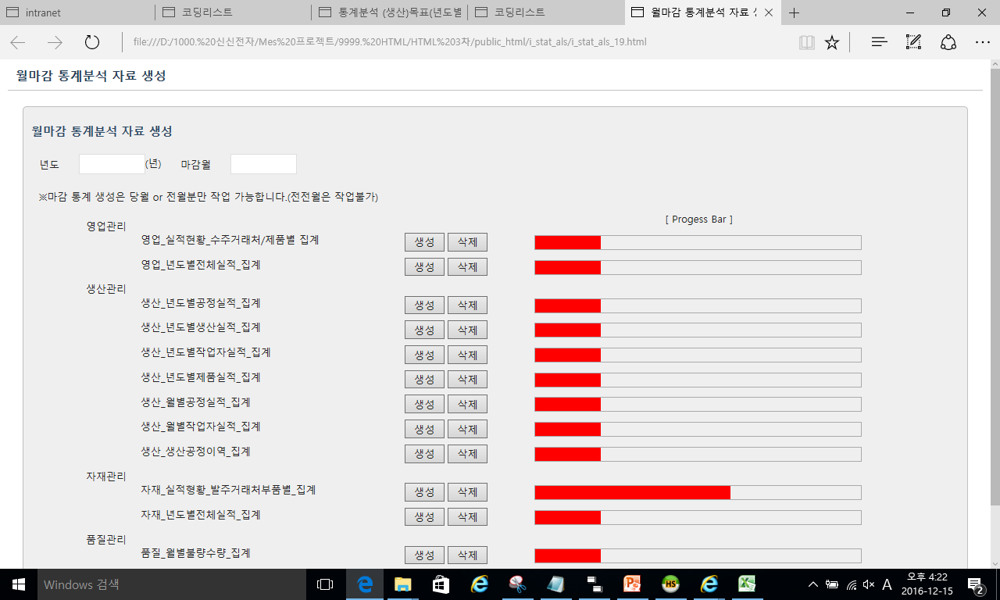 intranet
코딩리스트
통계분석 (생산)목표(년도별
코딩리스트
월마감 통계분석 자료 생
file:///D:/1000.%20신신전자/Mes%20프로젝트/9999.%20HTML/HTML%203차/public_html/i_stat_als/i_stat_als_19.html
월마감 통계분석 자료 생성
월마감 통계분석 자료 생성
년도 (년) 마감월
※마감 통계 생성은 당월 or 전월분만 작업 가능합니다.(전전월은 작업불가)
[ Progess Bar ]
영업관리
영업_실적현황_수주거래처/제품별 집계 생성 삭제
영업_년도별전체실적_집계 생성 삭제
생산관리
생산_년도별공정실적_집계 생성 삭제
생산_년도별생산실적_집계 생성 삭제
생산_년도별작업자실적_집계 생성 삭제
생산_년도별제품실적_집계 생성 삭제
생산_월별공정실적_집계 생성 삭제
생산_월별작업자실적_집계 생성 삭제
생산_생산공정이역_집계 생성 삭제
자재관리
자재_실적형황_발주거래처부품별_집계 생성 삭제
자재_년도별전체실적_집계 생성 삭제
품질관리
품질_월별불량수량_집계 생성 삭제
Windows 검색
HS
A
오후 4:22
2016-12-15
2